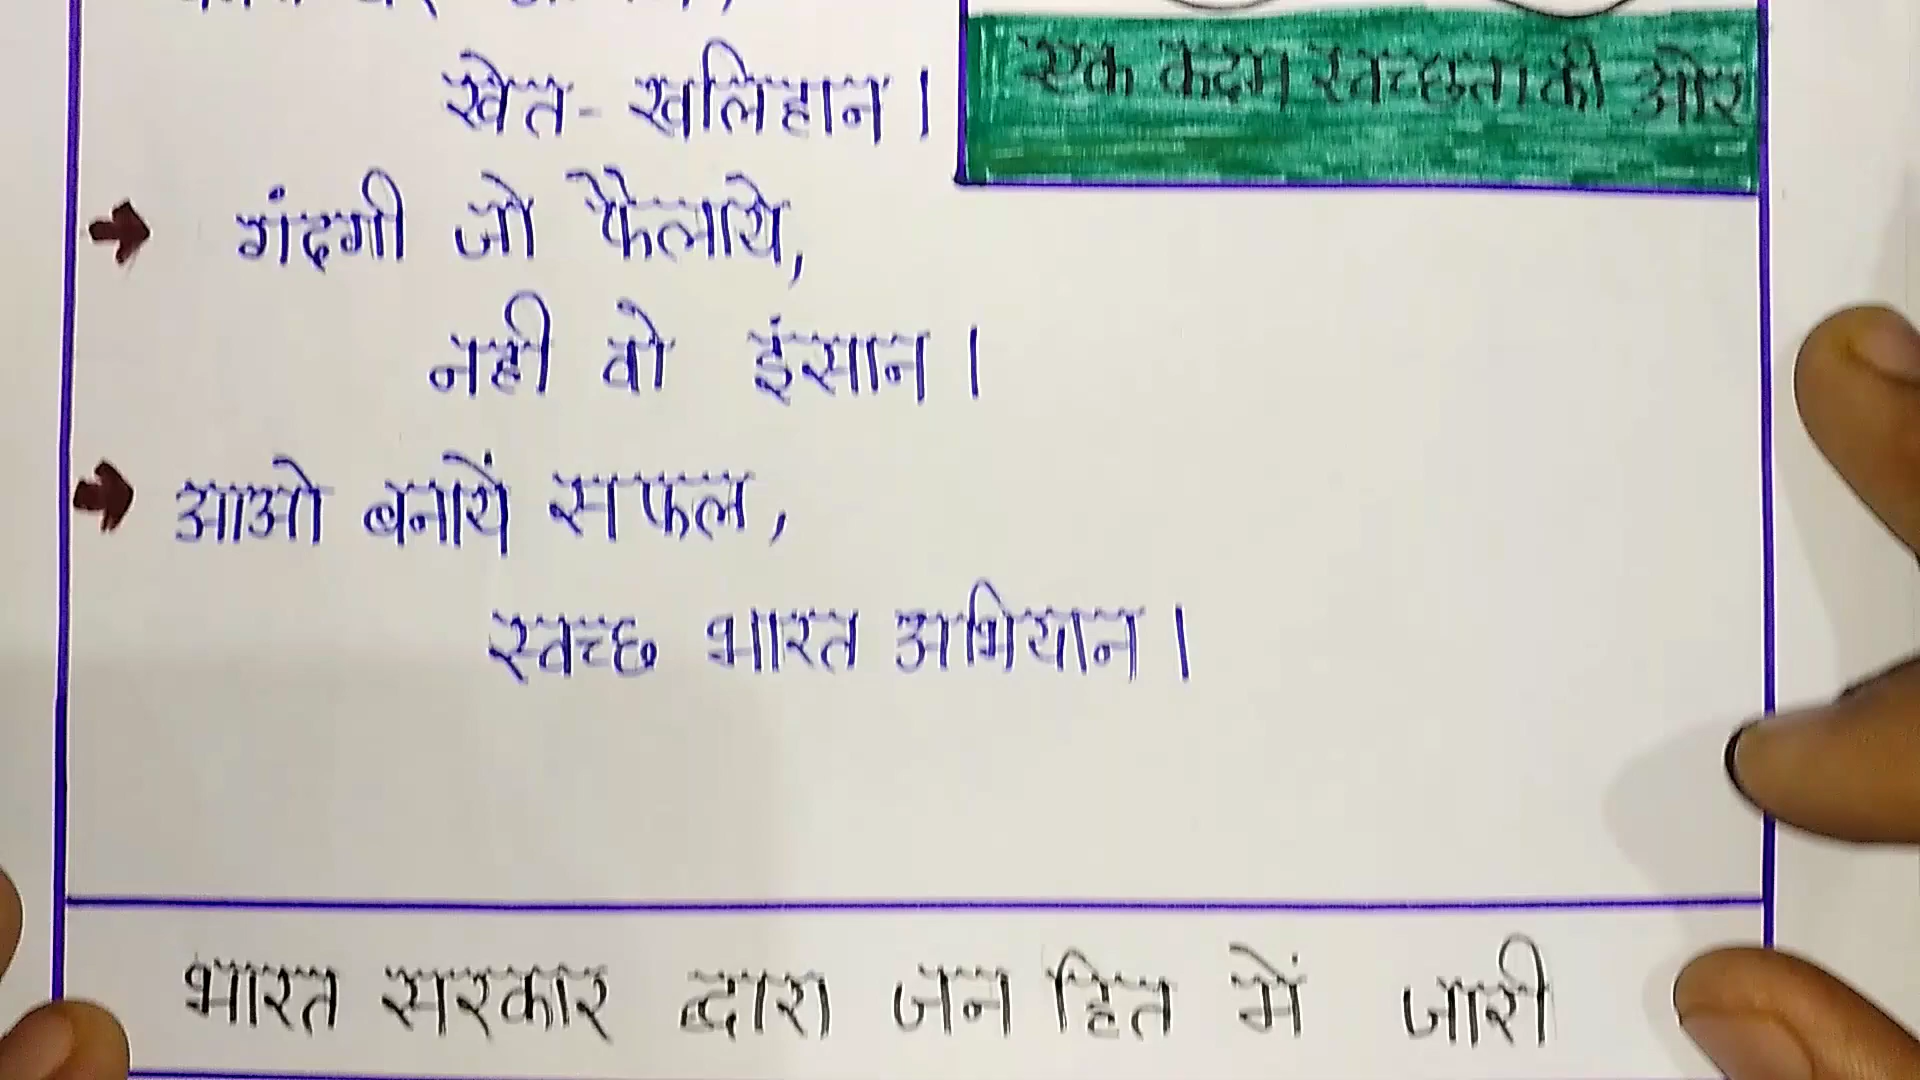 खेत - खलिहान ।
एक कदम स्वच्छता की ओर
गंदगी जो फैलाये,
नही वो इंसान ।
आओ बनायें सफल,
स्वच्छ भारत अभियान ।
भारत सरकार द्वारा जन हित में जारी